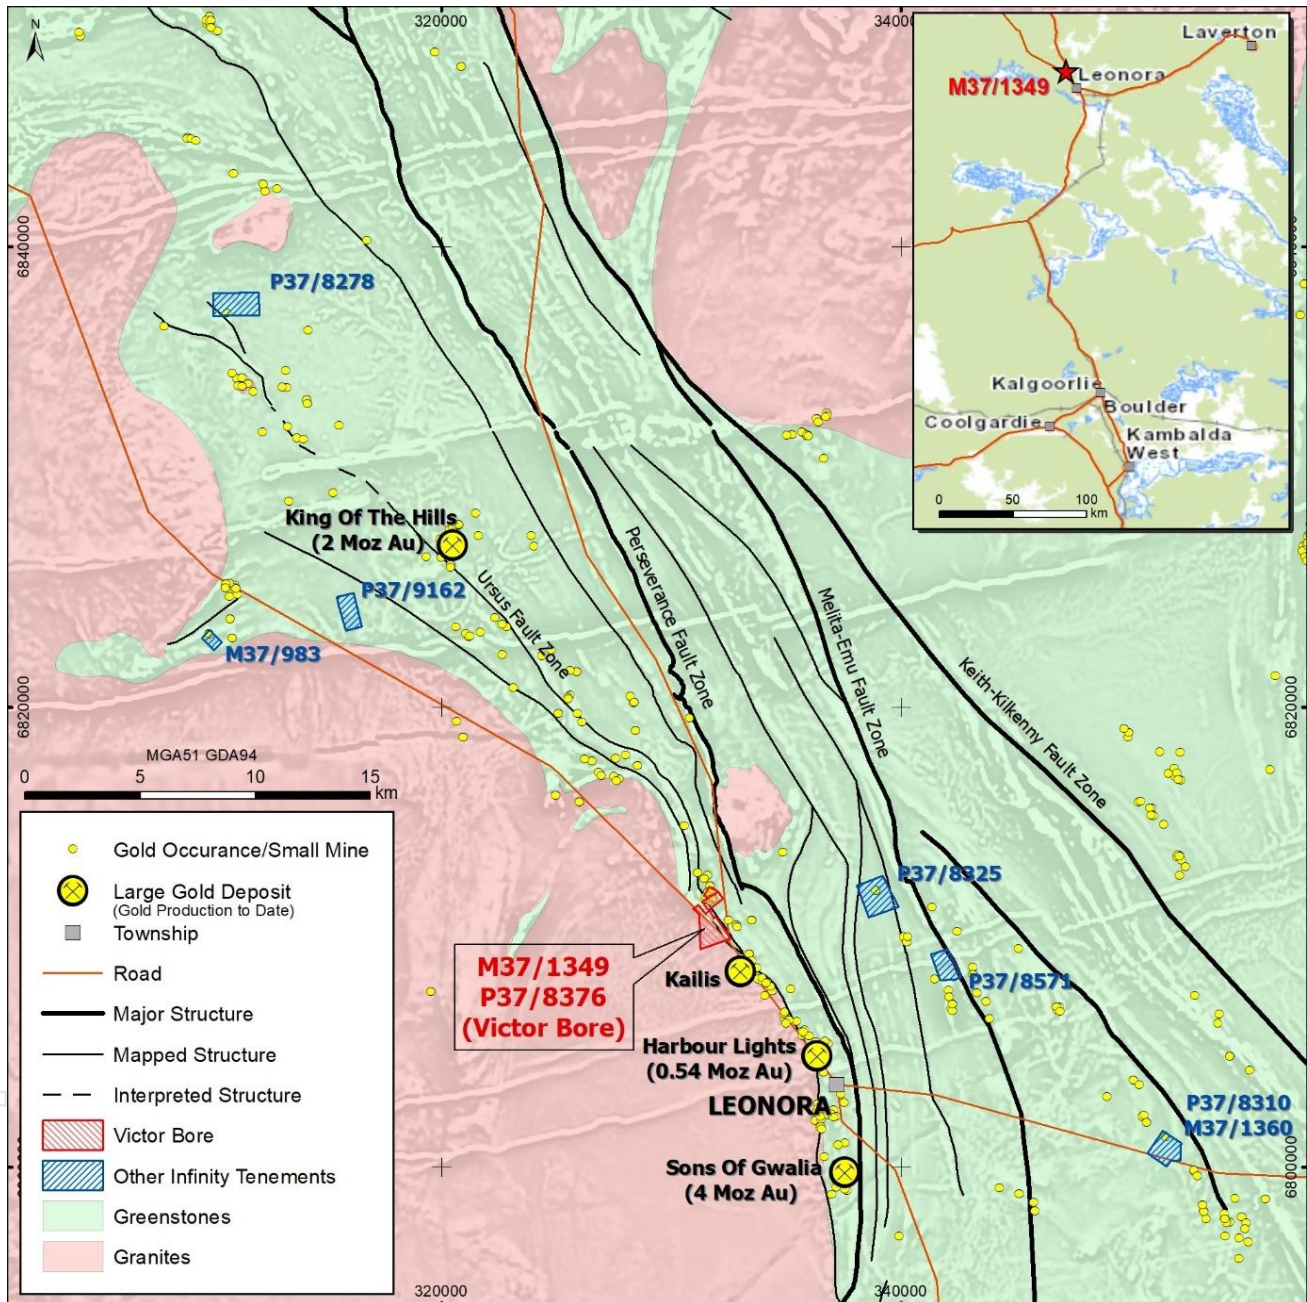 N
320000
340000
Laverton
Leonora
M37/1349
Kalgoorlie
Boulder
Coolgardie
Kambalda
West
0 50 100
km
6840000
P37/8278
King Of The Hills
(2 Moz Au)
Ursus Fault Zone
Perseverance Fault Zone
Melita-Emu Fault Zone
Keith-Kilkenny Fault Zone
P37/9162
M37/983
6820000
6820000
MGA51 GDA94
0 5 10 15
km
Gold Occurance/Small Mine
Large Gold Deposit
(Gold Production to Date)
Township
Road
Major Structure
Mapped Structure
Interpreted Structure
Victor Bore
Other Infinity Tenements
Greenstones
Granites
P37/8325
P37/8571
M37/1349
P37/8376
(Victor Bore)
Kailis
Harbour Lights
(0.54 Moz Au)
LEONORA
Sons Of Gwalia
(4 Moz Au)
P37/8310
M37/1360
6800000
320000
340000